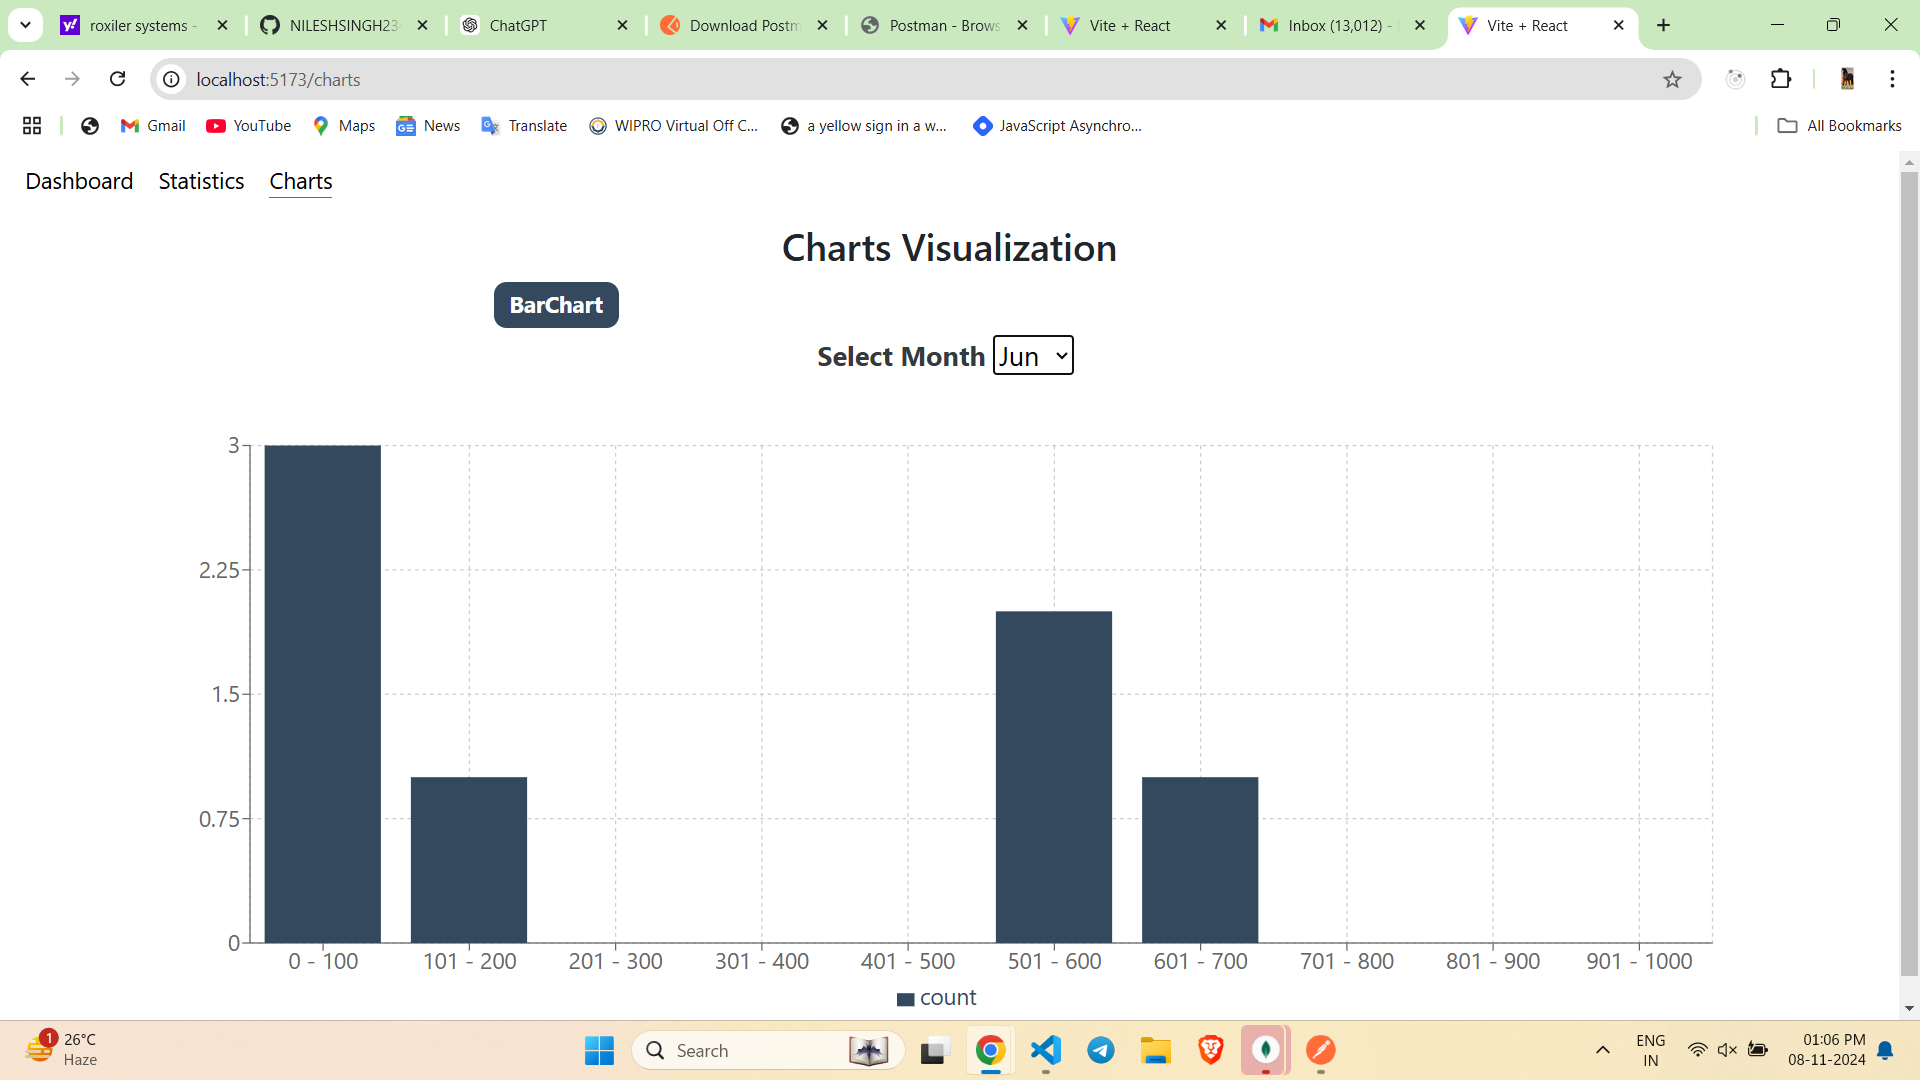 roxiler systems -
NILESHSINGH23
ChatGPT
Download Postm
Postman - Brows
Vite + React
Inbox (13,012) -
Vite + React
localhost:5173/charts
Gmail
YouTube
Maps
News
Translate
WIPRO Virtual Off C...
a yellow sign in a w...
JavaScript Asynchro...
All Bookmarks
Dashboard
Statistics
Charts
Charts Visualization
BarChart
Select Month Jun
3
2.25
1.5
0.75
0
0 - 100
101 - 200
201 - 300
301 - 400
401 - 500
501 - 600
601 - 700
701 - 800
801 - 900
901 - 1000
count
1
26°C
Haze
Search
ENG
IN
01:06 PM
08-11-2024